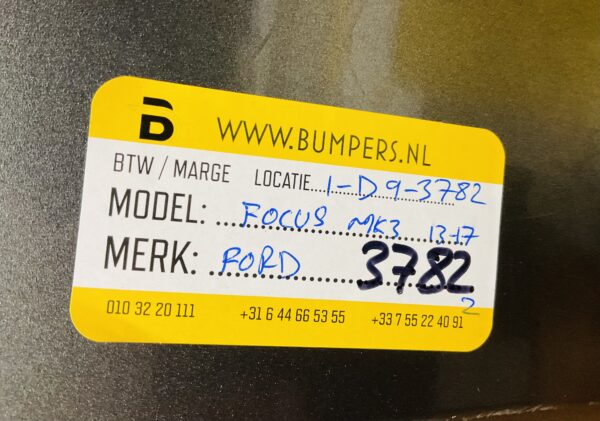 B WWW.BUMPERS.NL
BTW / MARGE LOCATIE....1-D 9-3782
MODEL: FOCUS MK3 13-17
MERK: FORD 3782
2
010 32 20 111 +31 6 44 66 53 55 +33 7 55 22 40 91